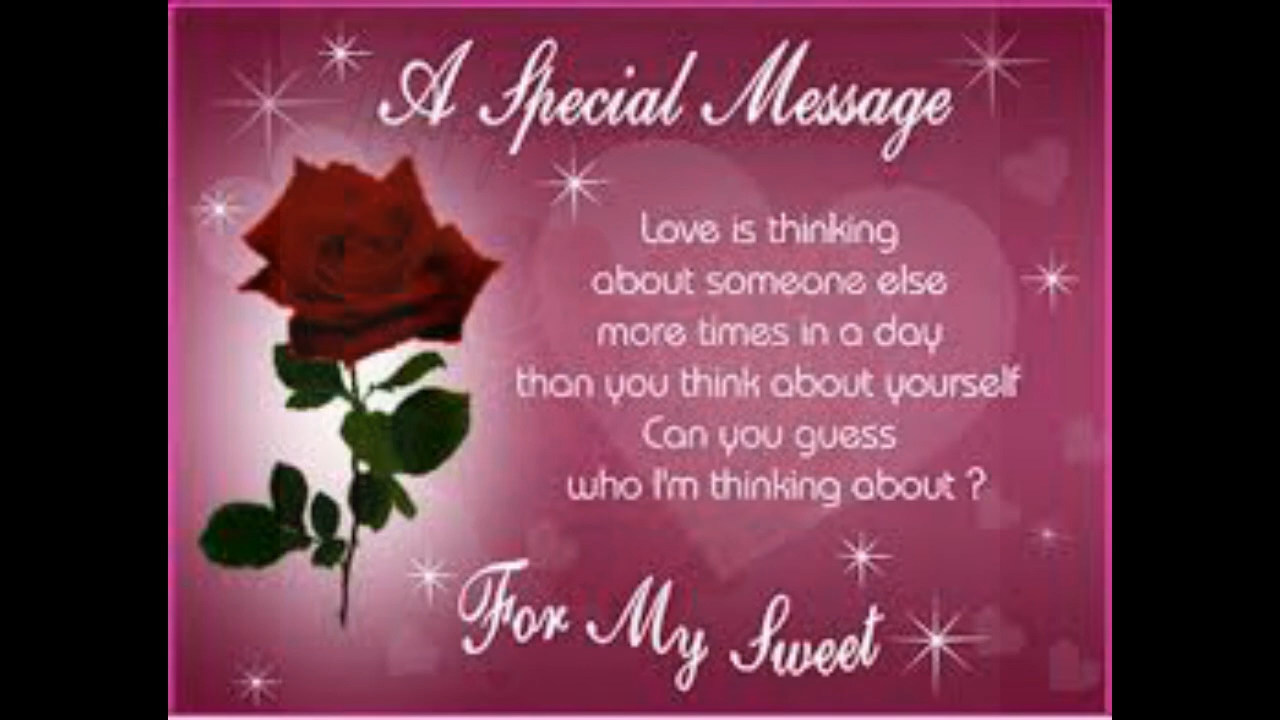 A Special Message
Love is thinking
about someone else
more times in a day
than you think about yourself
Can you guess
who I'm thinking about ?
For My Sweet